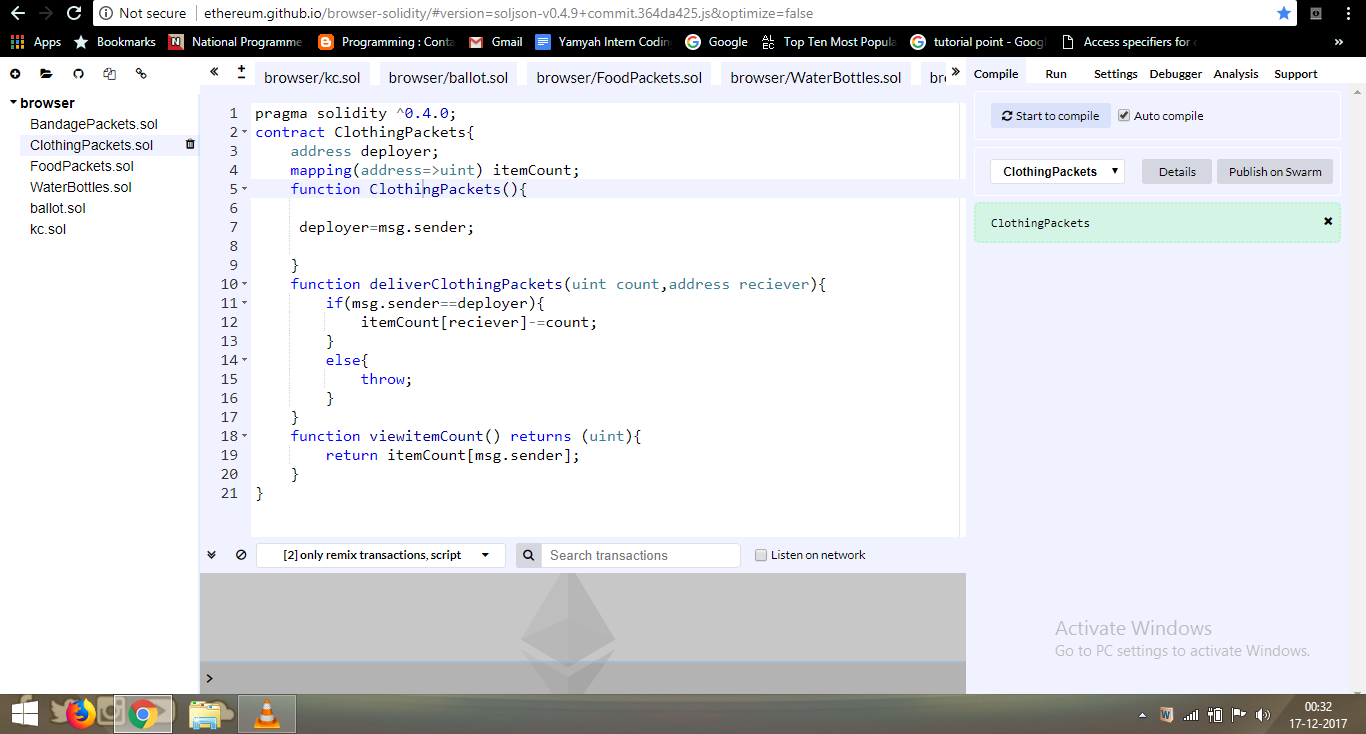 Not secure | ethereum.github.io/browser-solidity/#version=soljson-v0.4.9+commit.364da425.js&optimize=false
Apps Bookmarks National Programme Programming : Conta Gmail Yamyah Intern Codin Google Top Ten Most Popula tutorial point - Goog Access specifiers for c »
« + - browser/kc.sol browser/ballot.sol browser/FoodPackets.sol browser/WaterBottles.sol br » Compile Run Settings Debugger Analysis Support
browser
BandagePackets.sol
ClothingPackets.sol
FoodPackets.sol
WaterBottles.sol
ballot.sol
kc.sol
1 pragma solidity ^0.4.0;
2 contract ClothingPackets{
3 address deployer;
4 mapping(address=>uint) itemCount;
5 function ClothingPackets(){
6
7 deployer=msg.sender;
8
9 }
10 function deliverClothingPackets(uint count,address reciever){
11 if(msg.sender==deployer){
12 itemCount[reciever]-=count;
13 }
14 else{
15 throw;
16 }
17 }
18 function viewitemCount() returns (uint){
19 return itemCount[msg.sender];
20 }
21 }
Start to compile Auto compile
ClothingPackets Details Publish on Swarm
ClothingPackets ×
[2] only remix transactions, script Search transactions Listen on network
>
Activate Windows
Go to PC settings to activate Windows.
00:32
17-12-2017